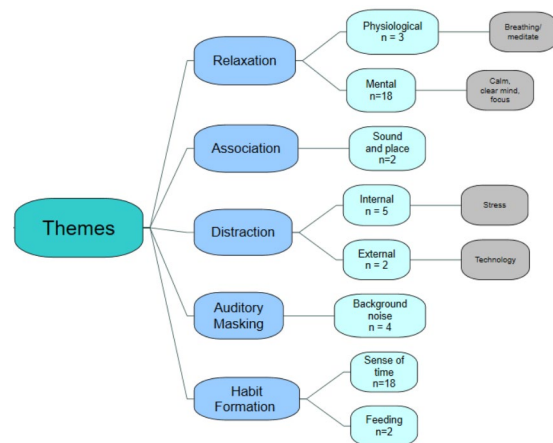 Physiological
n = 3
Breathing/
meditate
Relaxation
Mental
n=18
Calm,
clear mind,
focus
Association
Sound
and place
n=2
Themes
Distraction
Internal
n = 5
Stress
External
n = 2
Technology
Auditory
Masking
Background
noise
n = 4
Habit
Formation
Sense of
time
n=18
Feeding
n=2